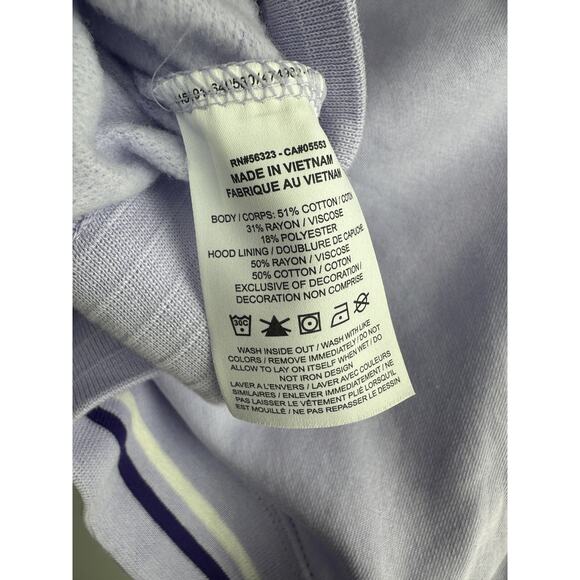 RN#56323 - CA#05553
MADE IN VIETNAM
FABRIQUE AU VIETNAM
BODY / CORPS: 51% COTTON / COTON
31% RAYON / VISCOSE
18% POLYESTER
HOOD LINING / DOUBLURE DE CAPUCHE
50% RAYON / VISCOSE
50% COTTON / COTON
EXCLUSIVE OF DECORATION /
DECORATION NON COMPRISE
30C
WASH INSIDE OUT / WASH WITH LIKE
COLORS / REMOVE IMMEDIATELY / DO NOT
ALLOW TO LAY ON ITSELF WHEN WET / DO
NOT IRON DESIGN
LAVER A L'ENVERS / LAVER AVEC COULEURS
SIMILAIRES / ENLEVER IMMEDIATEMENT / NE
PAS LAISSER LE VÊTEMENT PLIÉ LORSQU'IL
EST MOUILLÉ / NE PAS REPASSER LE DESSIN